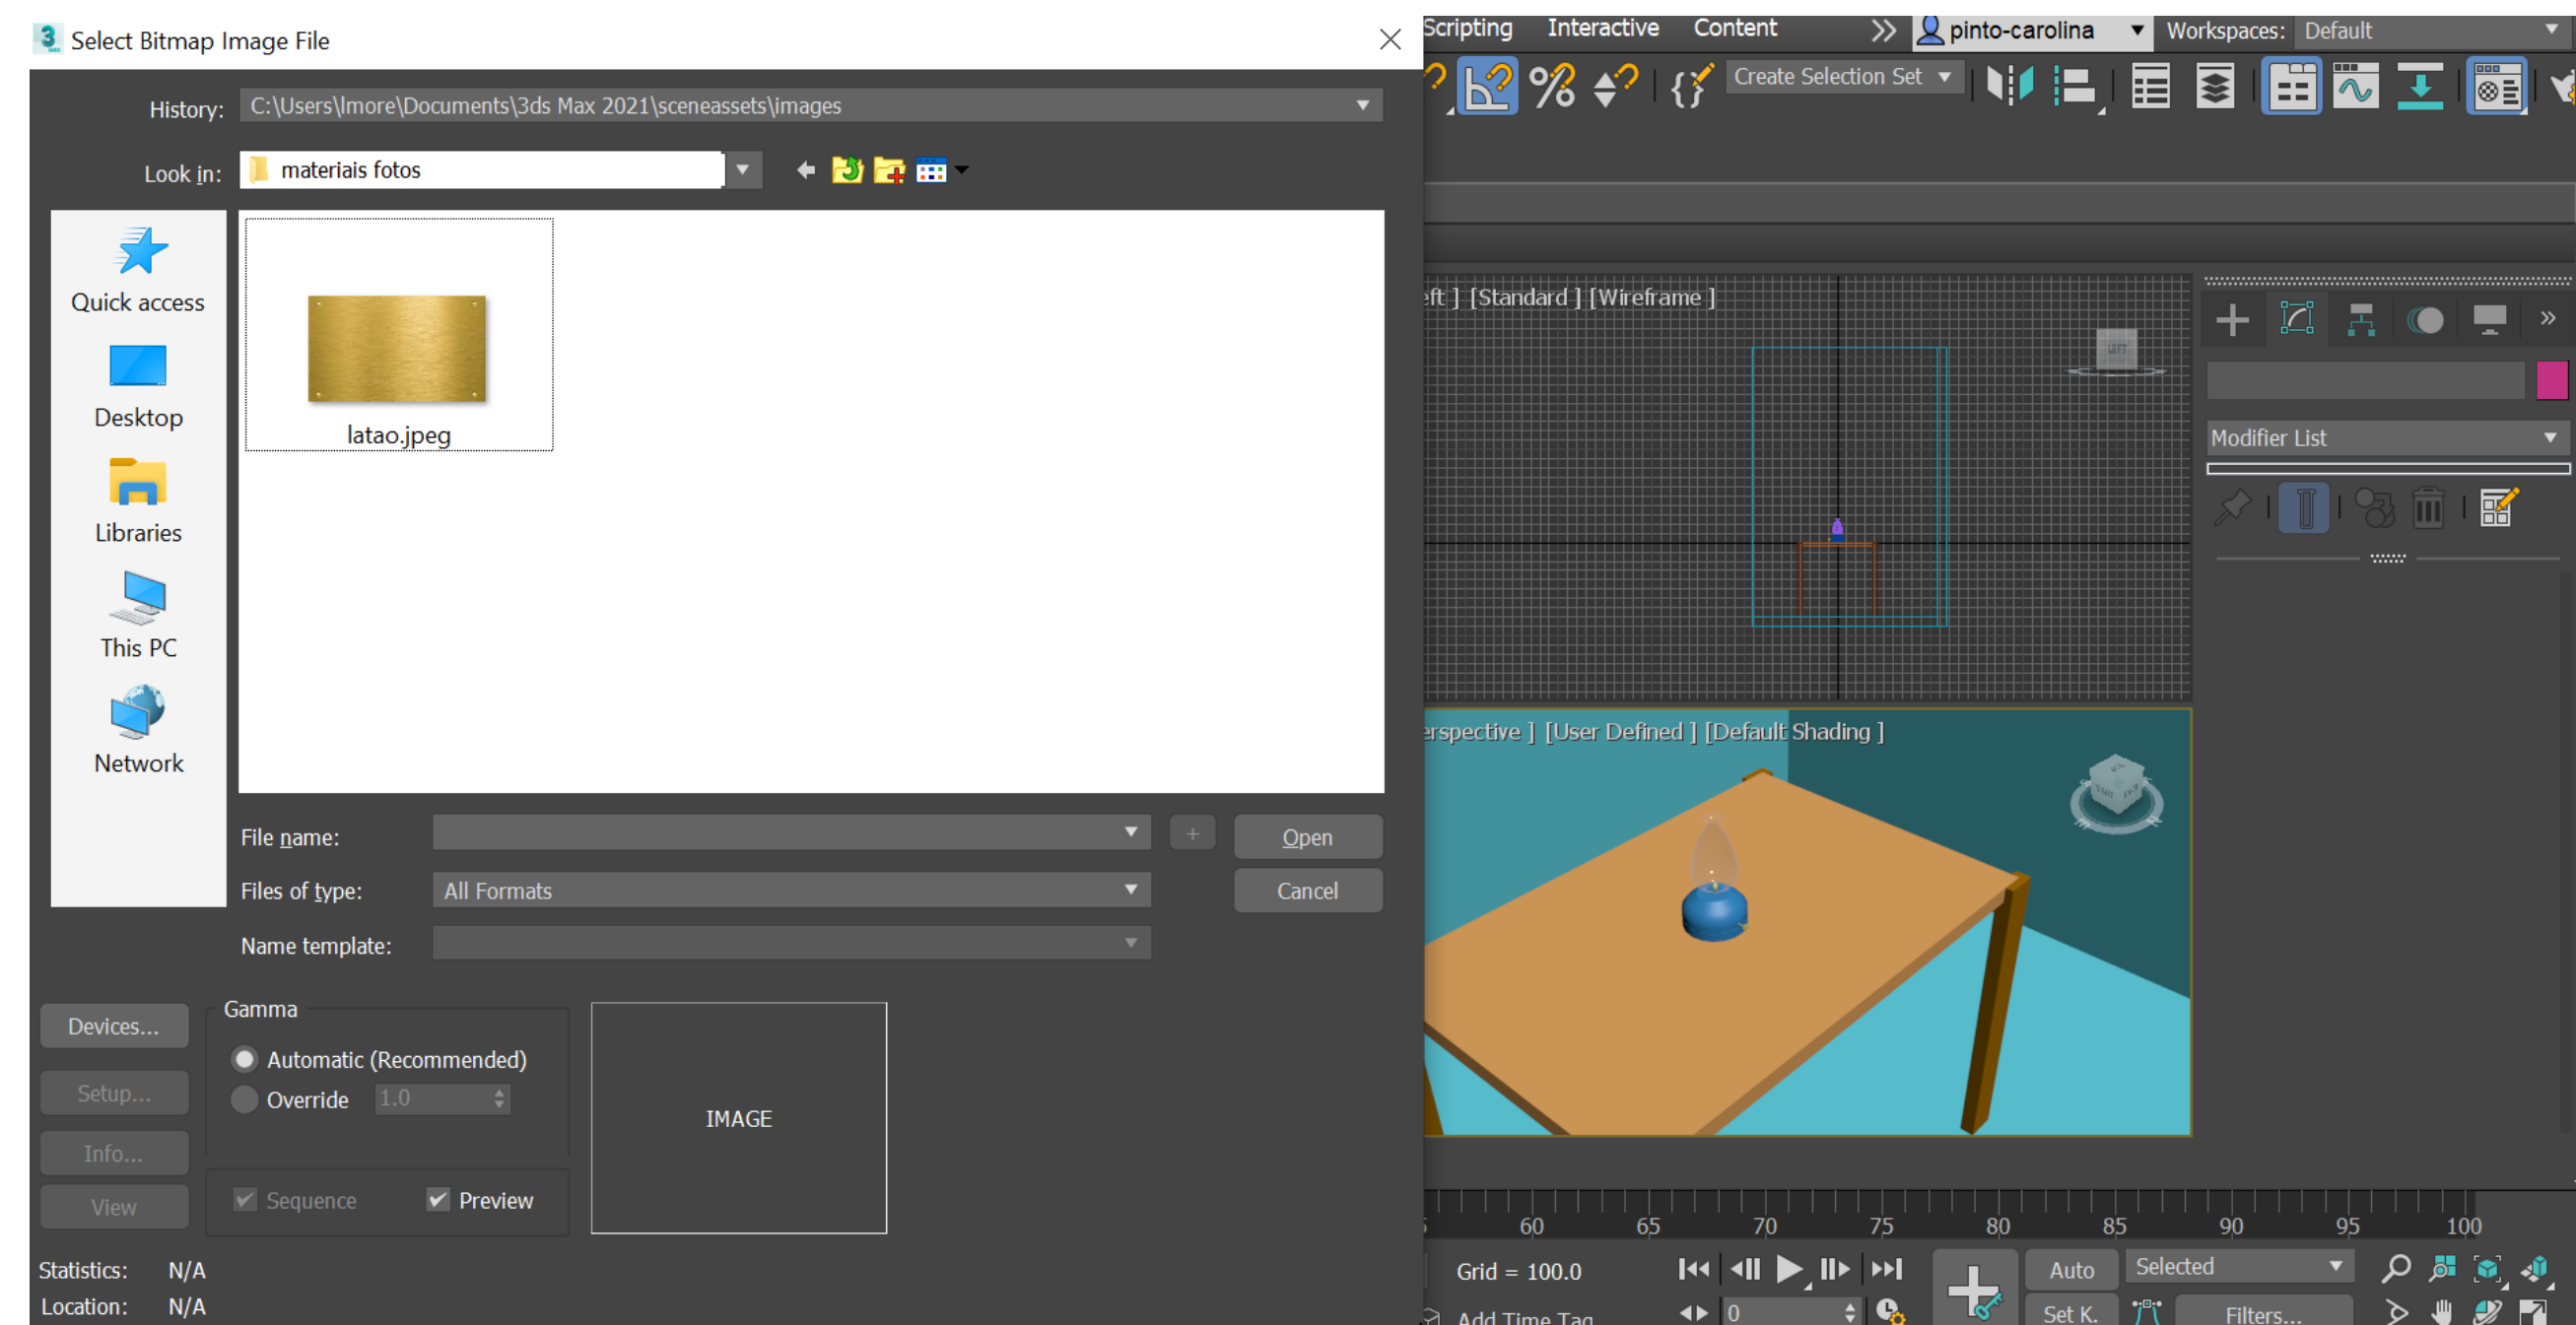 Select Bitmap Image File
History: C:\Users\lmore\Documents\3ds Max 2021\sceneassets\images
Look in: materiais fotos
Quick access
Desktop
Libraries
This PC
Network
latao.jpeg
File name:
Open
Files of type: All Formats
Cancel
Name template:
Devices...
Setup...
Info...
View
Gamma
Automatic (Recommended)
Override 1.0
Sequence
Preview
IMAGE
Statistics: N/A
Location: N/A
Scripting Interactive Content pinto-carolina Workspaces: Default
Create Selection Set
eft ] [Standard ] [Wireframe ]
LEFT
Modifier List
erspective ] [User Defined ] [Default Shading ]
60 65 70 75 80 85 90 95 100
Grid = 100.0
Auto
Selected
Add Time Tag
0
Set K.
Filters...